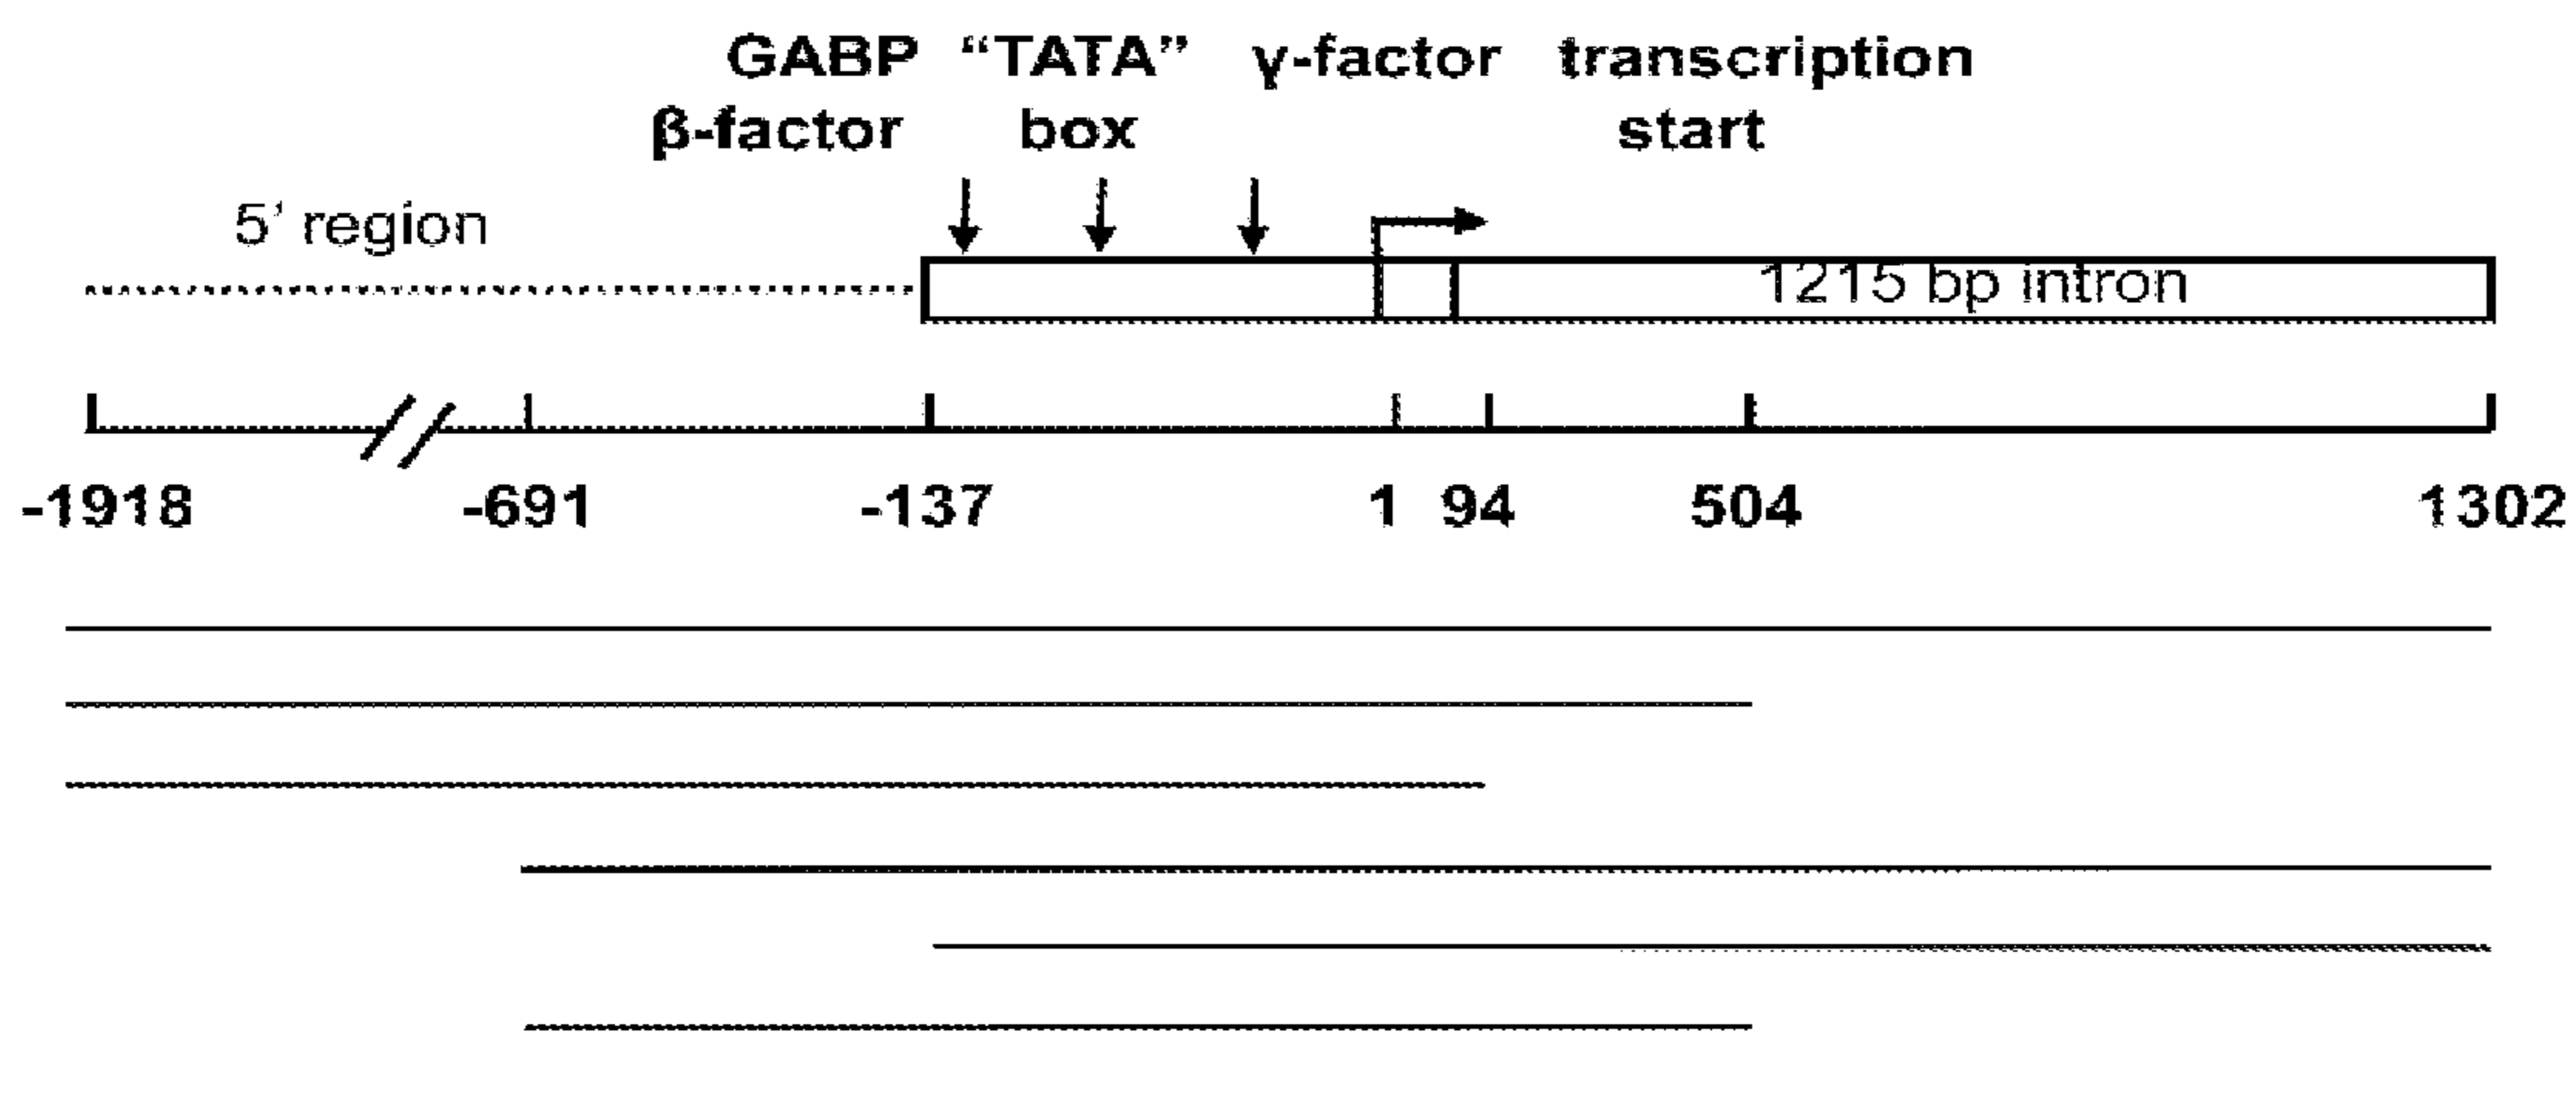 GABP “TATA” γ-factor transcription
β-factor box start
5’ region
1215 bp intron
-1918 -691 -137 1 94 504 1302